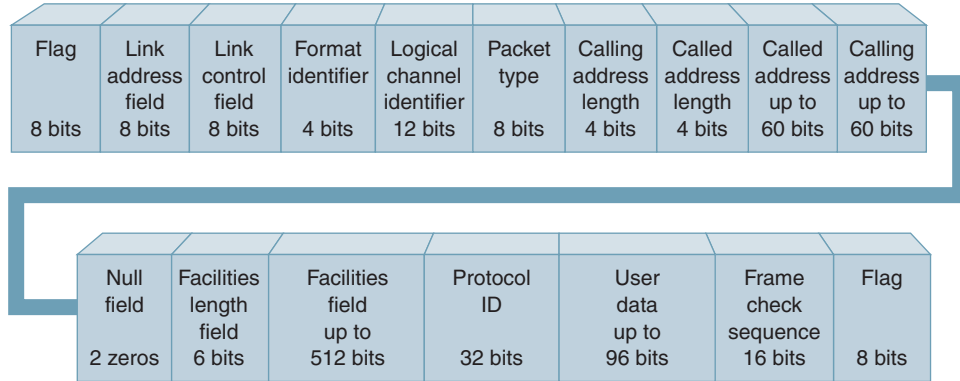 Flag
8 bits
Link
address
field
8 bits
Link
control
field
8 bits
Format
identifier
4 bits
Logical
channel
identifier
12 bits
Packet
type
8 bits
Calling
address
length
4 bits
Called
address
length
4 bits
Called
address
up to
60 bits
Calling
address
up to
60 bits
Null
field
2 zeros
Facilities
length
field
6 bits
Facilities
field
up to
512 bits
Protocol
ID
32 bits
User
data
up to
96 bits
Frame
check
sequence
16 bits
Flag
8 bits